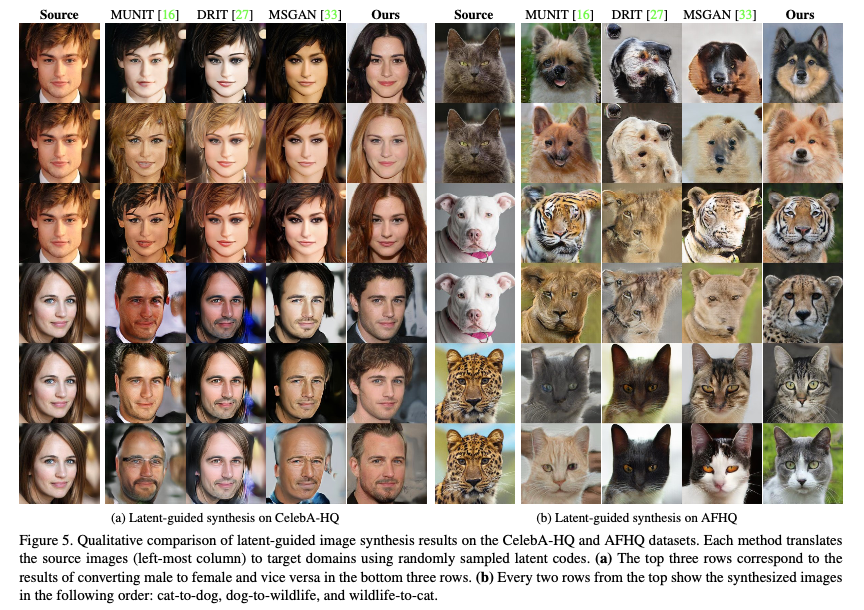 Source MUNIT [16] DRIT [27] MSGAN [33] Ours Source MUNIT [16] DRIT [27] MSGAN [33] Ours
(a) Latent-guided synthesis on CelebA-HQ (b) Latent-guided synthesis on AFHQ
Figure 5. Qualitative comparison of latent-guided image synthesis results on the CelebA-HQ and AFHQ datasets. Each method translates
the source images (left-most column) to target domains using randomly sampled latent codes. (a) The top three rows correspond to the
results of converting male to female and vice versa in the bottom three rows. (b) Every two rows from the top show the synthesized images
in the following order: cat-to-dog, dog-to-wildlife, and wildlife-to-cat.